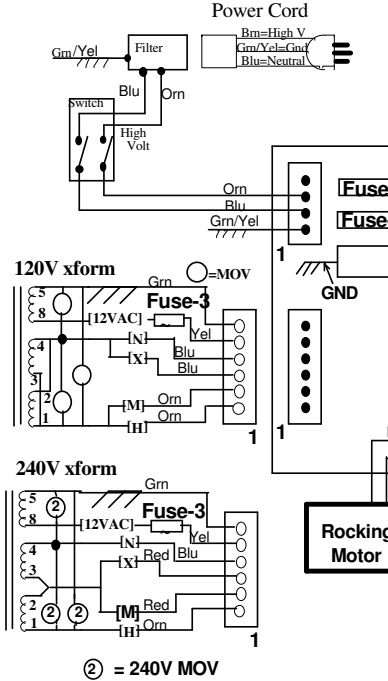 Power Cord
Brn=High V
Grn/Yel=Gnd
Blu=Neutral
Grn/Yel
Filter
Blu
Orn
Switch
High
Volt
Orn
Blu
Grn/Yel
Fuse
Fuse
1
GND
120V xform
=MOV
Grn
Fuse-3
5
8
[12VAC]
Yel
4
[N]
Blu
[X]
Blu
3
2
[M]
Orn
1
[H]
Orn
1
1
240V xform
Grn
5
2
Fuse-3
8
[12VAC]
Yel
4
[N]
Blu
3
[X]
Red
2
[M]
Red
2
2
1
[H]
Orn
1
Rocking
Motor
2 = 240V MOV